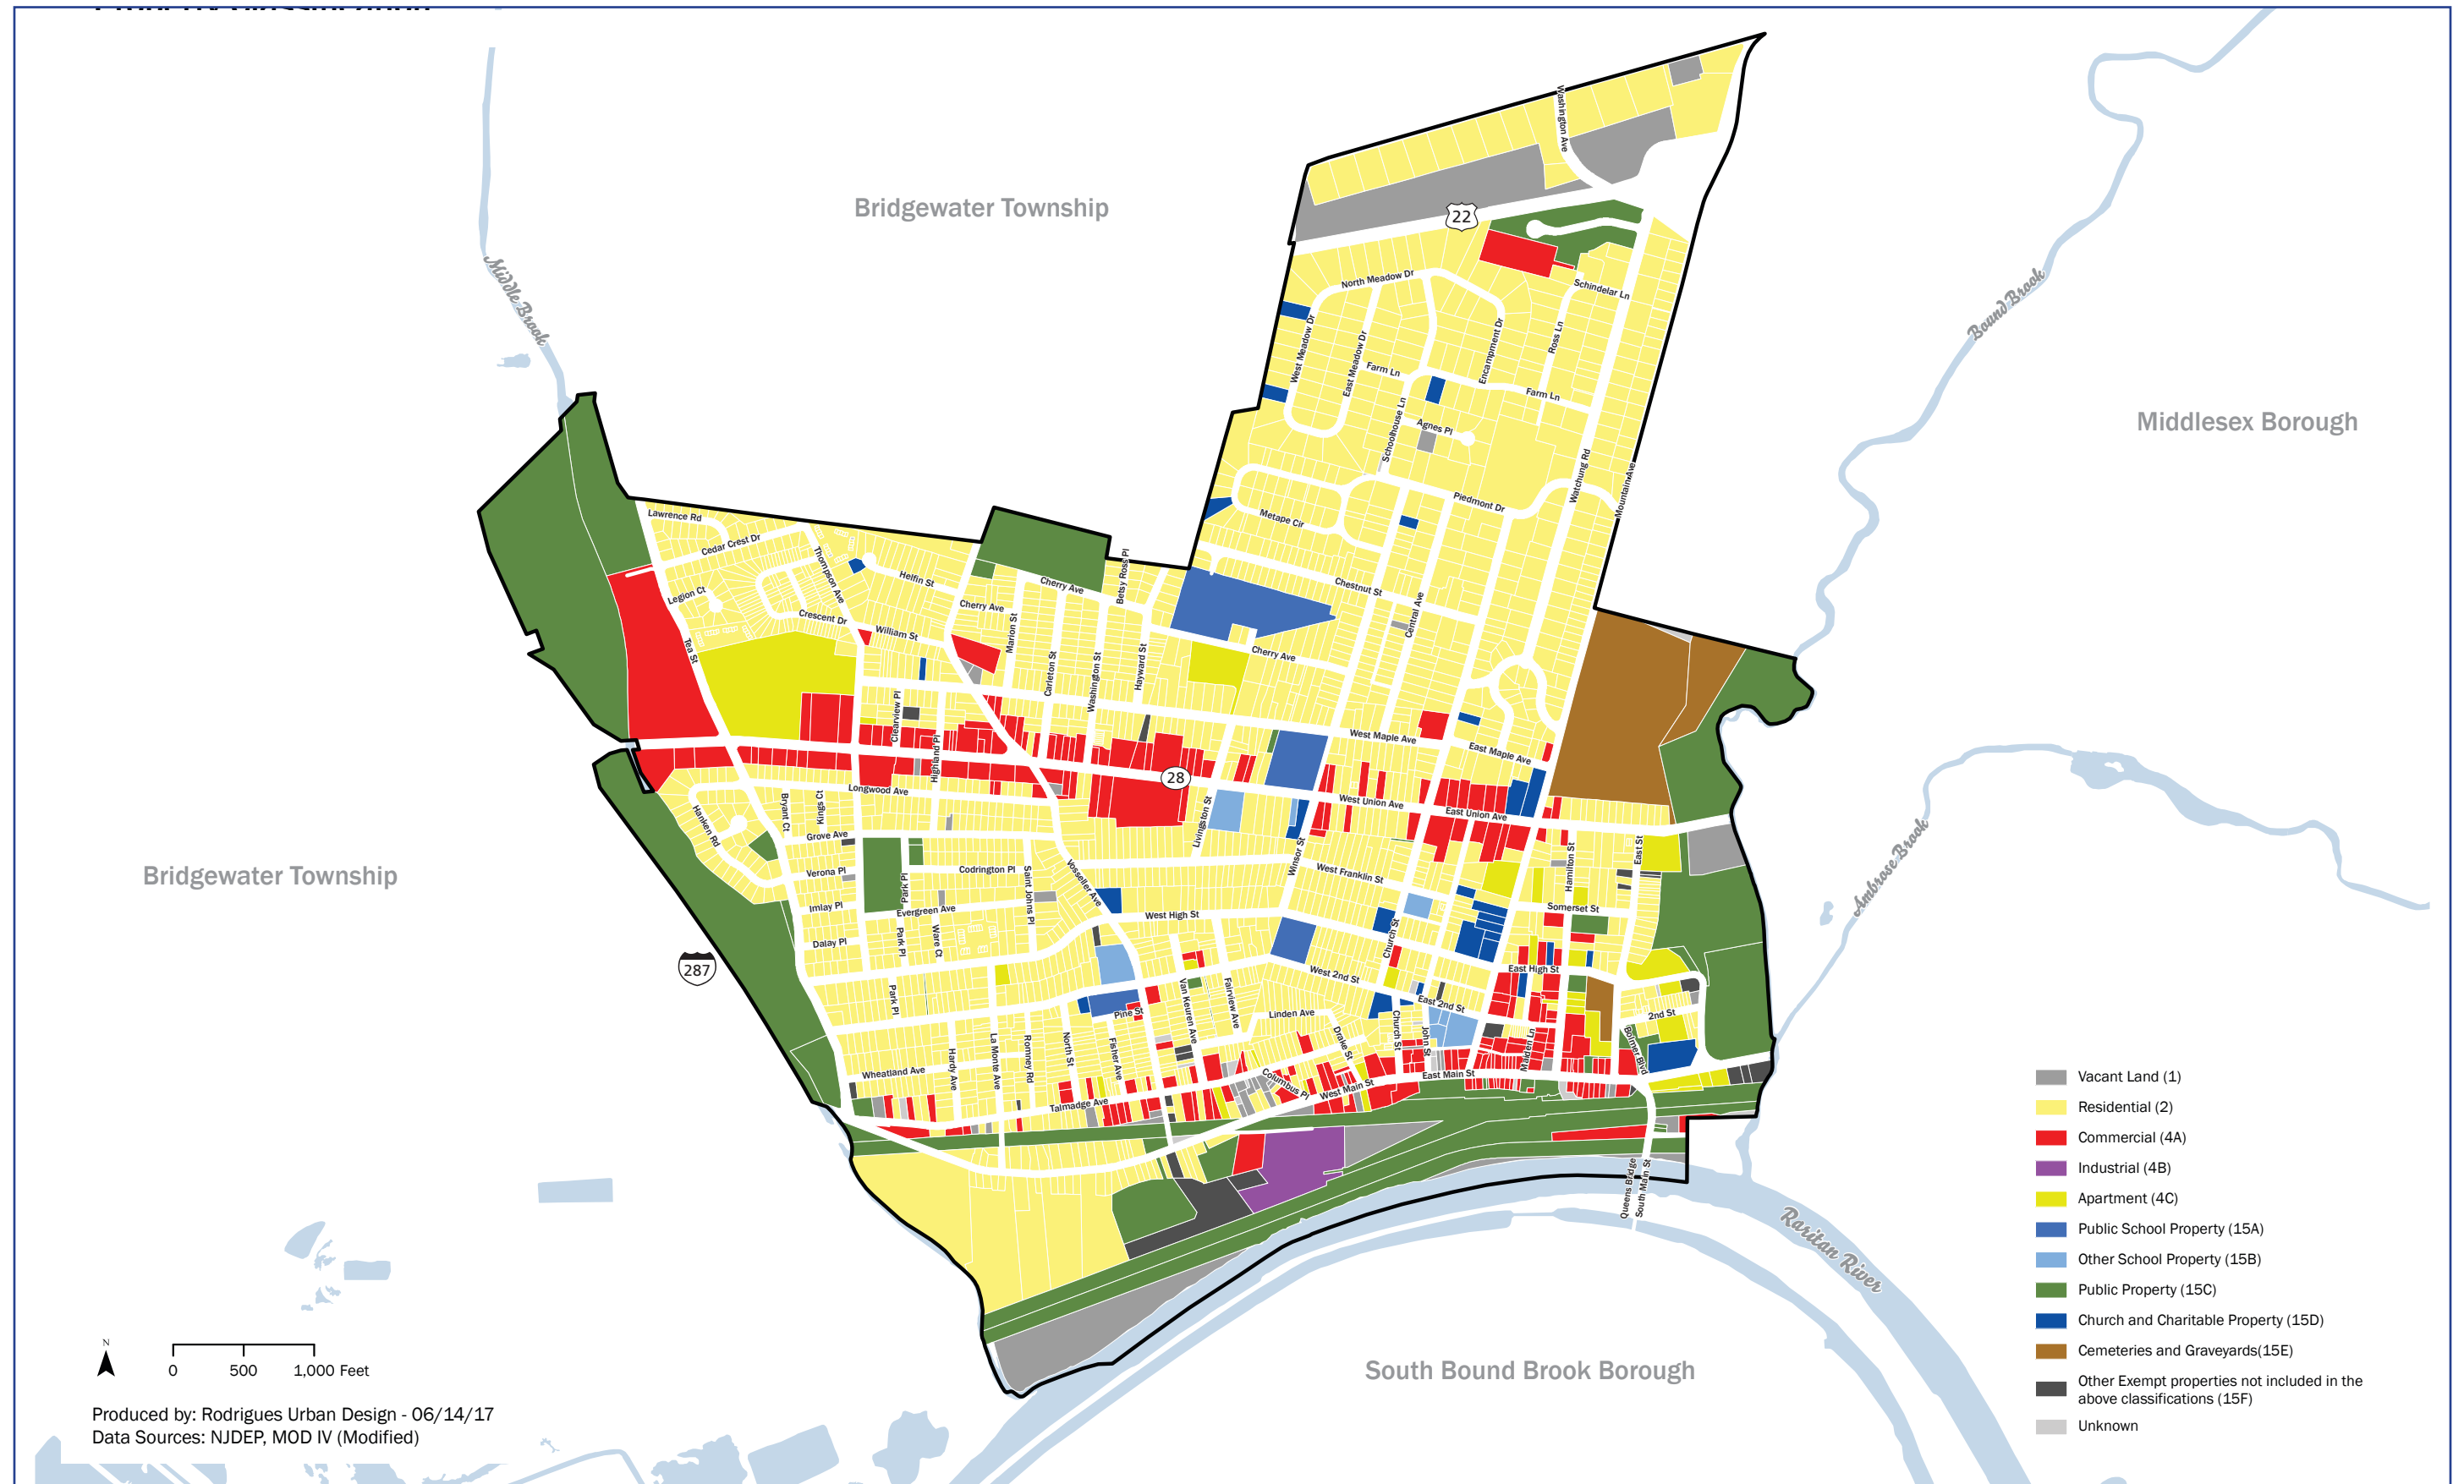 Washington Ave
Bridgewater Township
22
Middle Brook
North Meadow Dr
Schindelar Ln
Bound Brook
West Meadow Dr
East Meadow Dr
Encampment Dr
Ross Ln
Farm Ln
Farm Ln
Schoolhouse Ln
Agnes Pl
Middlesex Borough
Watchung Rd
Mountain Ave
Piedmont Dr
Metape Cir
Lawrence Rd
Cedar Crest Dr
Thompson Ave
Helfin St
Betsy Ross Pl
Cherry Ave
Chestnut St
Legion Ct
Cherry Ave
Central Ave
Crescent Dr
William St
Marion St
Tea St
Carleton St
Washington St
Hayward St
Cherry Ave
Clearview Pl
Highland Pl
West Maple Ave
East Maple Ave
28
Longwood Ave
West Union Ave
East Union Ave
Hanken Rd
Bryant Ct
Kings Ct
Livingston St
Grove Ave
Winsor St
Hamilton St
East St
Ambrose Brook
Bridgewater Township
Verona Pl
Park Pl
Codrington Pl
Saint Johns Pl
Vosseller Ave
West Franklin St
Imlay Pl
Evergreen Ave
West High St
Somerset St
Dalay Pl
Park Pl
Ware Ct
Church St
287
West 2nd St
East High St
Park Pl
Van Keuren Ave
Fairview Ave
East 2nd St
Pine St
Linden Ave
2nd St
Hardy Ave
La Monte Ave
Romney Rd
North St
Fisher Ave
Drake St
Church St
John St
Maiden Ln
Bolmer Blvd
Wheatland Ave
Columbus Pl
West Main St
East Main St
Talmadge Ave
Queens Bridge
South Main St
Raritan River
South Bound Brook Borough
Vacant Land (1)
Residential (2)
Commercial (4A)
Industrial (4B)
Apartment (4C)
Public School Property (15A)
Other School Property (15B)
Public Property (15C)
Church and Charitable Property (15D)
Cemeteries and Graveyards(15E)
Other Exempt properties not included in the
above classifications (15F)
Unknown
N
0 500 1,000 Feet
Produced by: Rodrigues Urban Design - 06/14/17
Data Sources: NJDEP, MOD IV (Modified)